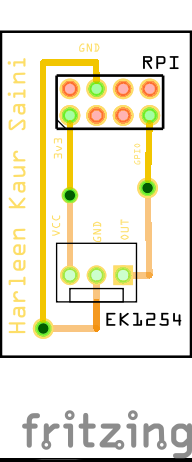 GND
RPI
Harleen Kaur Saini
3v3
GPIO
VCC
GND
OUT
EK1254
fritzing